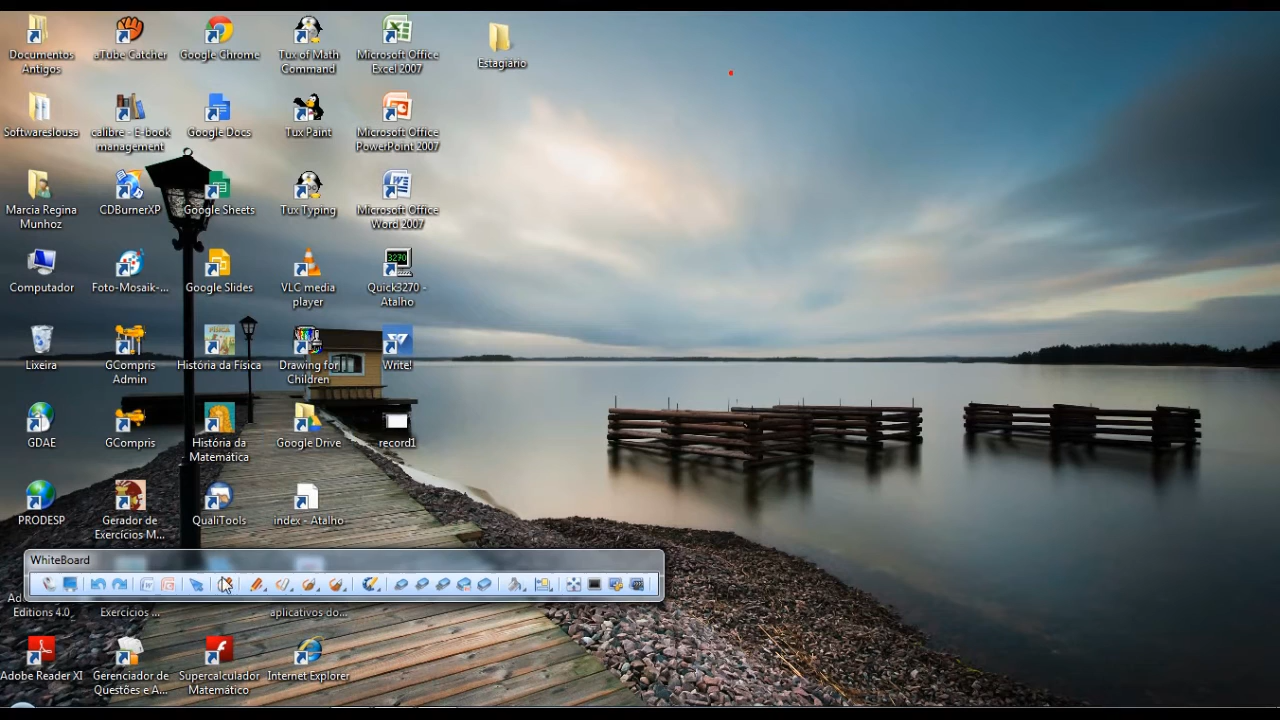 Documentos
Antigos
aTube Catcher
Google Chrome
Tux of Math
Command
Microsoft Office
Excel 2007
Estagiario
Softwareslousa
calibre - E-book
management
Google Docs
Tux Paint
Microsoft Office
PowerPoint 2007
Marcia Regina
Munhoz
CDBurnerXP
Google Sheets
Tux Typing
Microsoft Office
Word 2007
3270
Computador
Foto-Mosaik-...
Google Slides
VLC media
player
Quick3270 -
Atalho
Lixeira
GCompris
Admin
História da Física
Drawing for
Children
Write!
GDAE
GCompris
História da
Matemática
Google Drive
record1
PRODESP
Gerador de
Exercícios M...
QualiTools
index - Atalho
WhiteBoard
Editions 4.0
Exercícios ...
aplicativos do...
Adobe Reader XI
Gerenciador de
Questões e A...
Supercalculador
Matemático
Internet Explorer